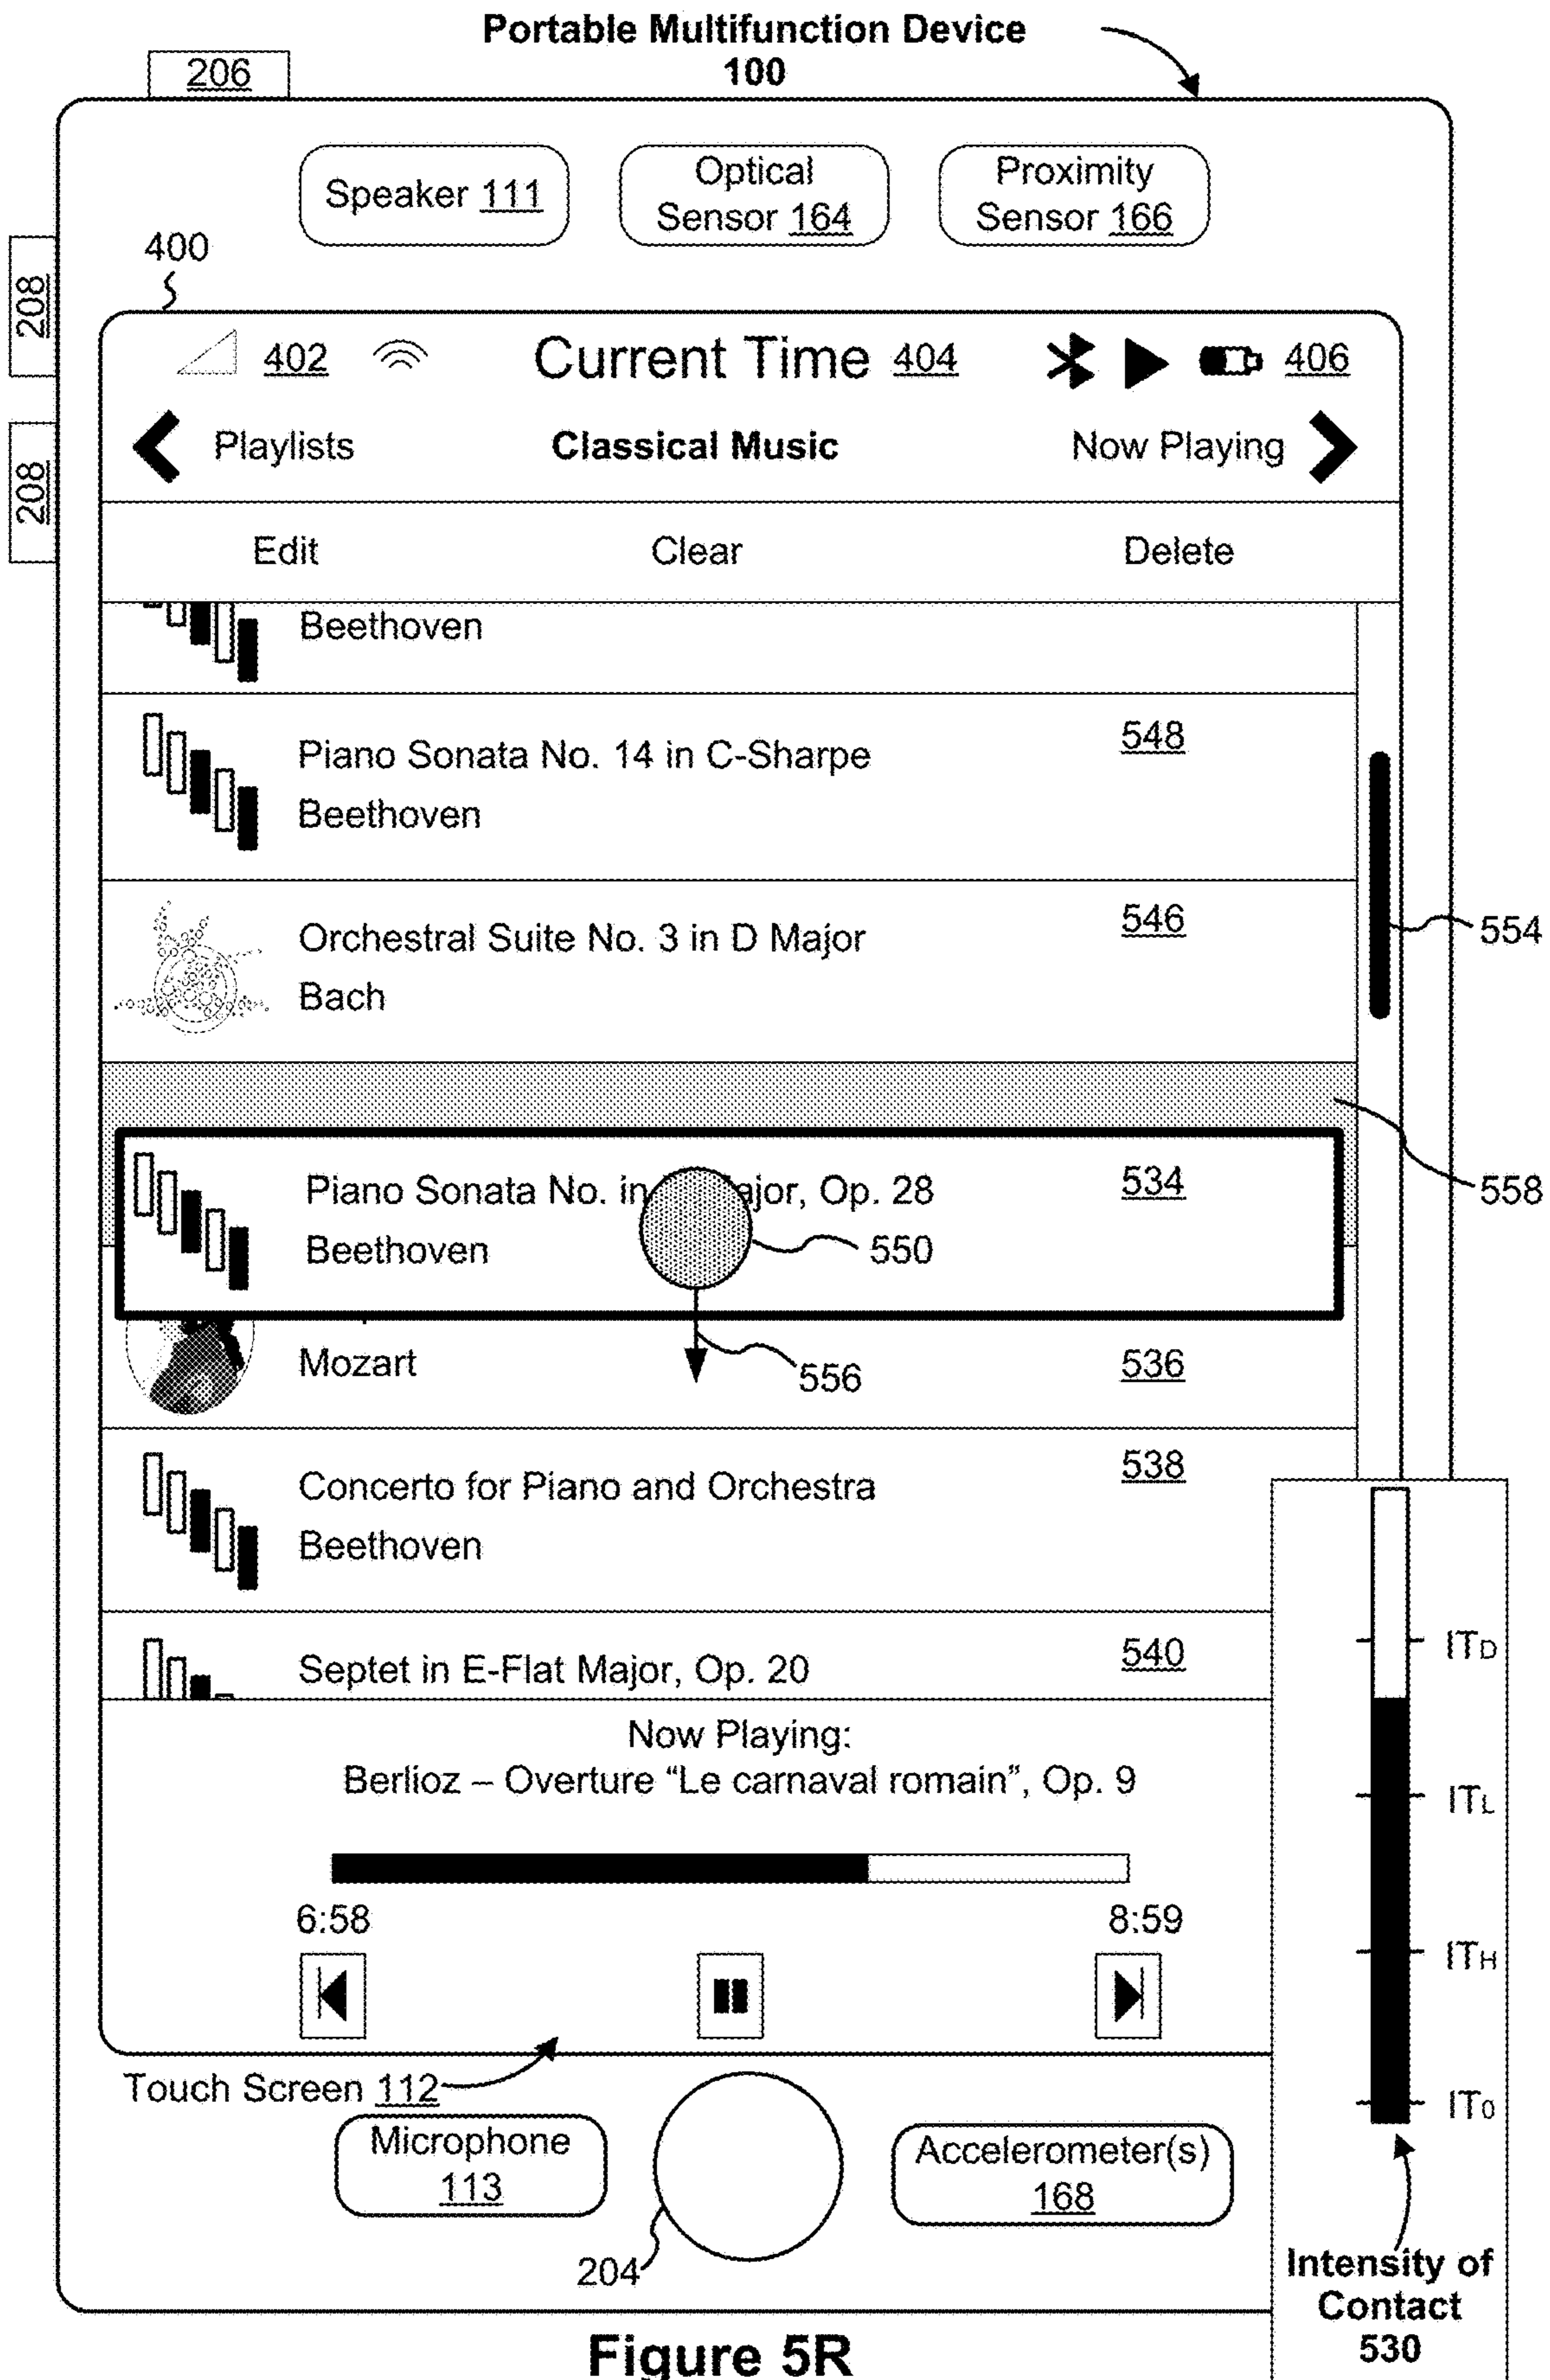 Portable Multifunction Device
100
206
Speaker 111
Optical
Sensor 164
Proximity
Sensor 166
400
208
208
402
Current Time 404
406
Playlists
Classical Music
Now Playing
Edit
Clear
Delete
Beethoven
Piano Sonata No. 14 in C-Sharpe
548
Beethoven
Orchestral Suite No. 3 in D Major
546
Bach
554
Piano Sonata No. in ajor, Op. 28
534
558
Beethoven
550
Mozart
556
536
Concerto for Piano and Orchestra
538
Beethoven
Septet in E-Flat Major, Op. 20
540
Now Playing:
Berlioz – Overture “Le carnaval romain”, Op. 9
6:58
8:59
ITD
ITL
ITH
IT0
Touch Screen 112
Microphone
113
Accelerometer(s)
168
204
Intensity of
Contact
530
Figure 5R